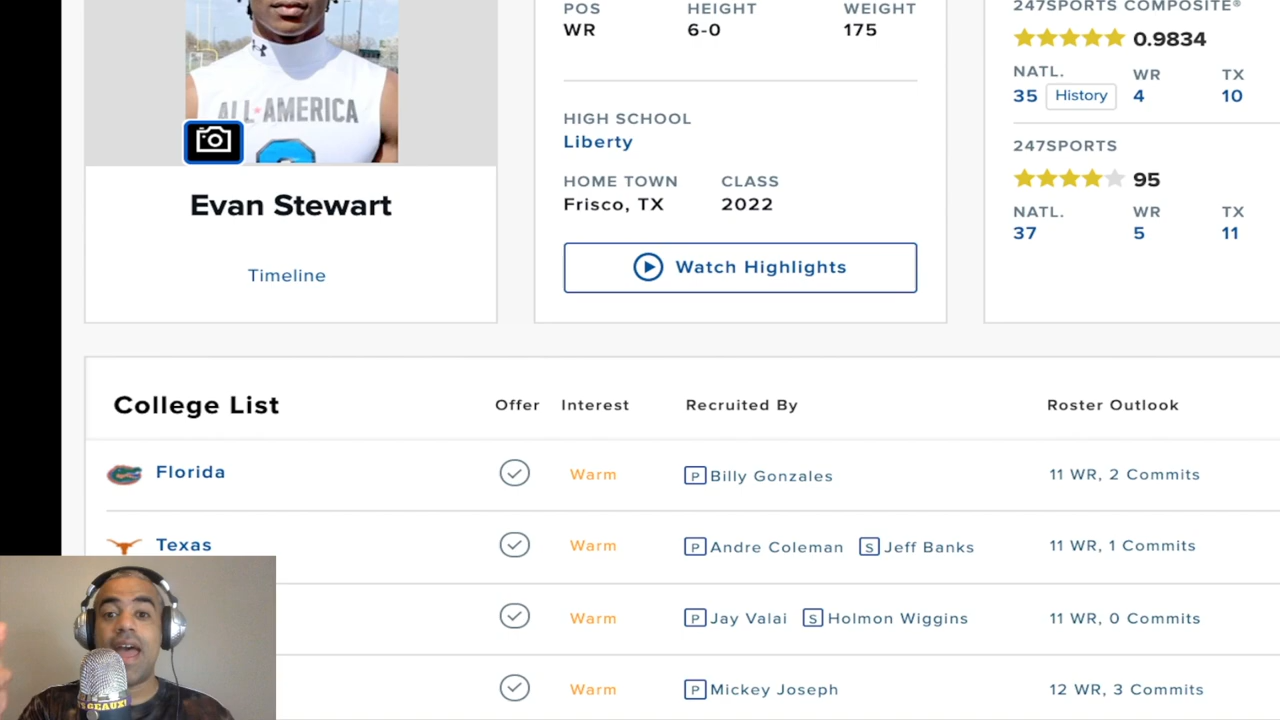 POS HEIGHT WEIGHT
WR 6-0 175
247SPORTS COMPOSITE®
0.9834
NATL. WR TX
35 History 4 10
ALL AMERICA
HIGH SCHOOL
Liberty
247SPORTS
95
HOME TOWN CLASS
Frisco, TX 2022
NATL. WR TX
37 5 11
Evan Stewart
Timeline
Watch Highlights
College List Offer Interest Recruited By Roster Outlook
Florida Warm P Billy Gonzales 11 WR, 2 Commits
Texas Warm P Andre Coleman S Jeff Banks 11 WR, 1 Commits
Warm P Jay Valai S Holmon Wiggins 11 WR, 0 Commits
Warm P Mickey Joseph 12 WR, 3 Commits
GEAUX